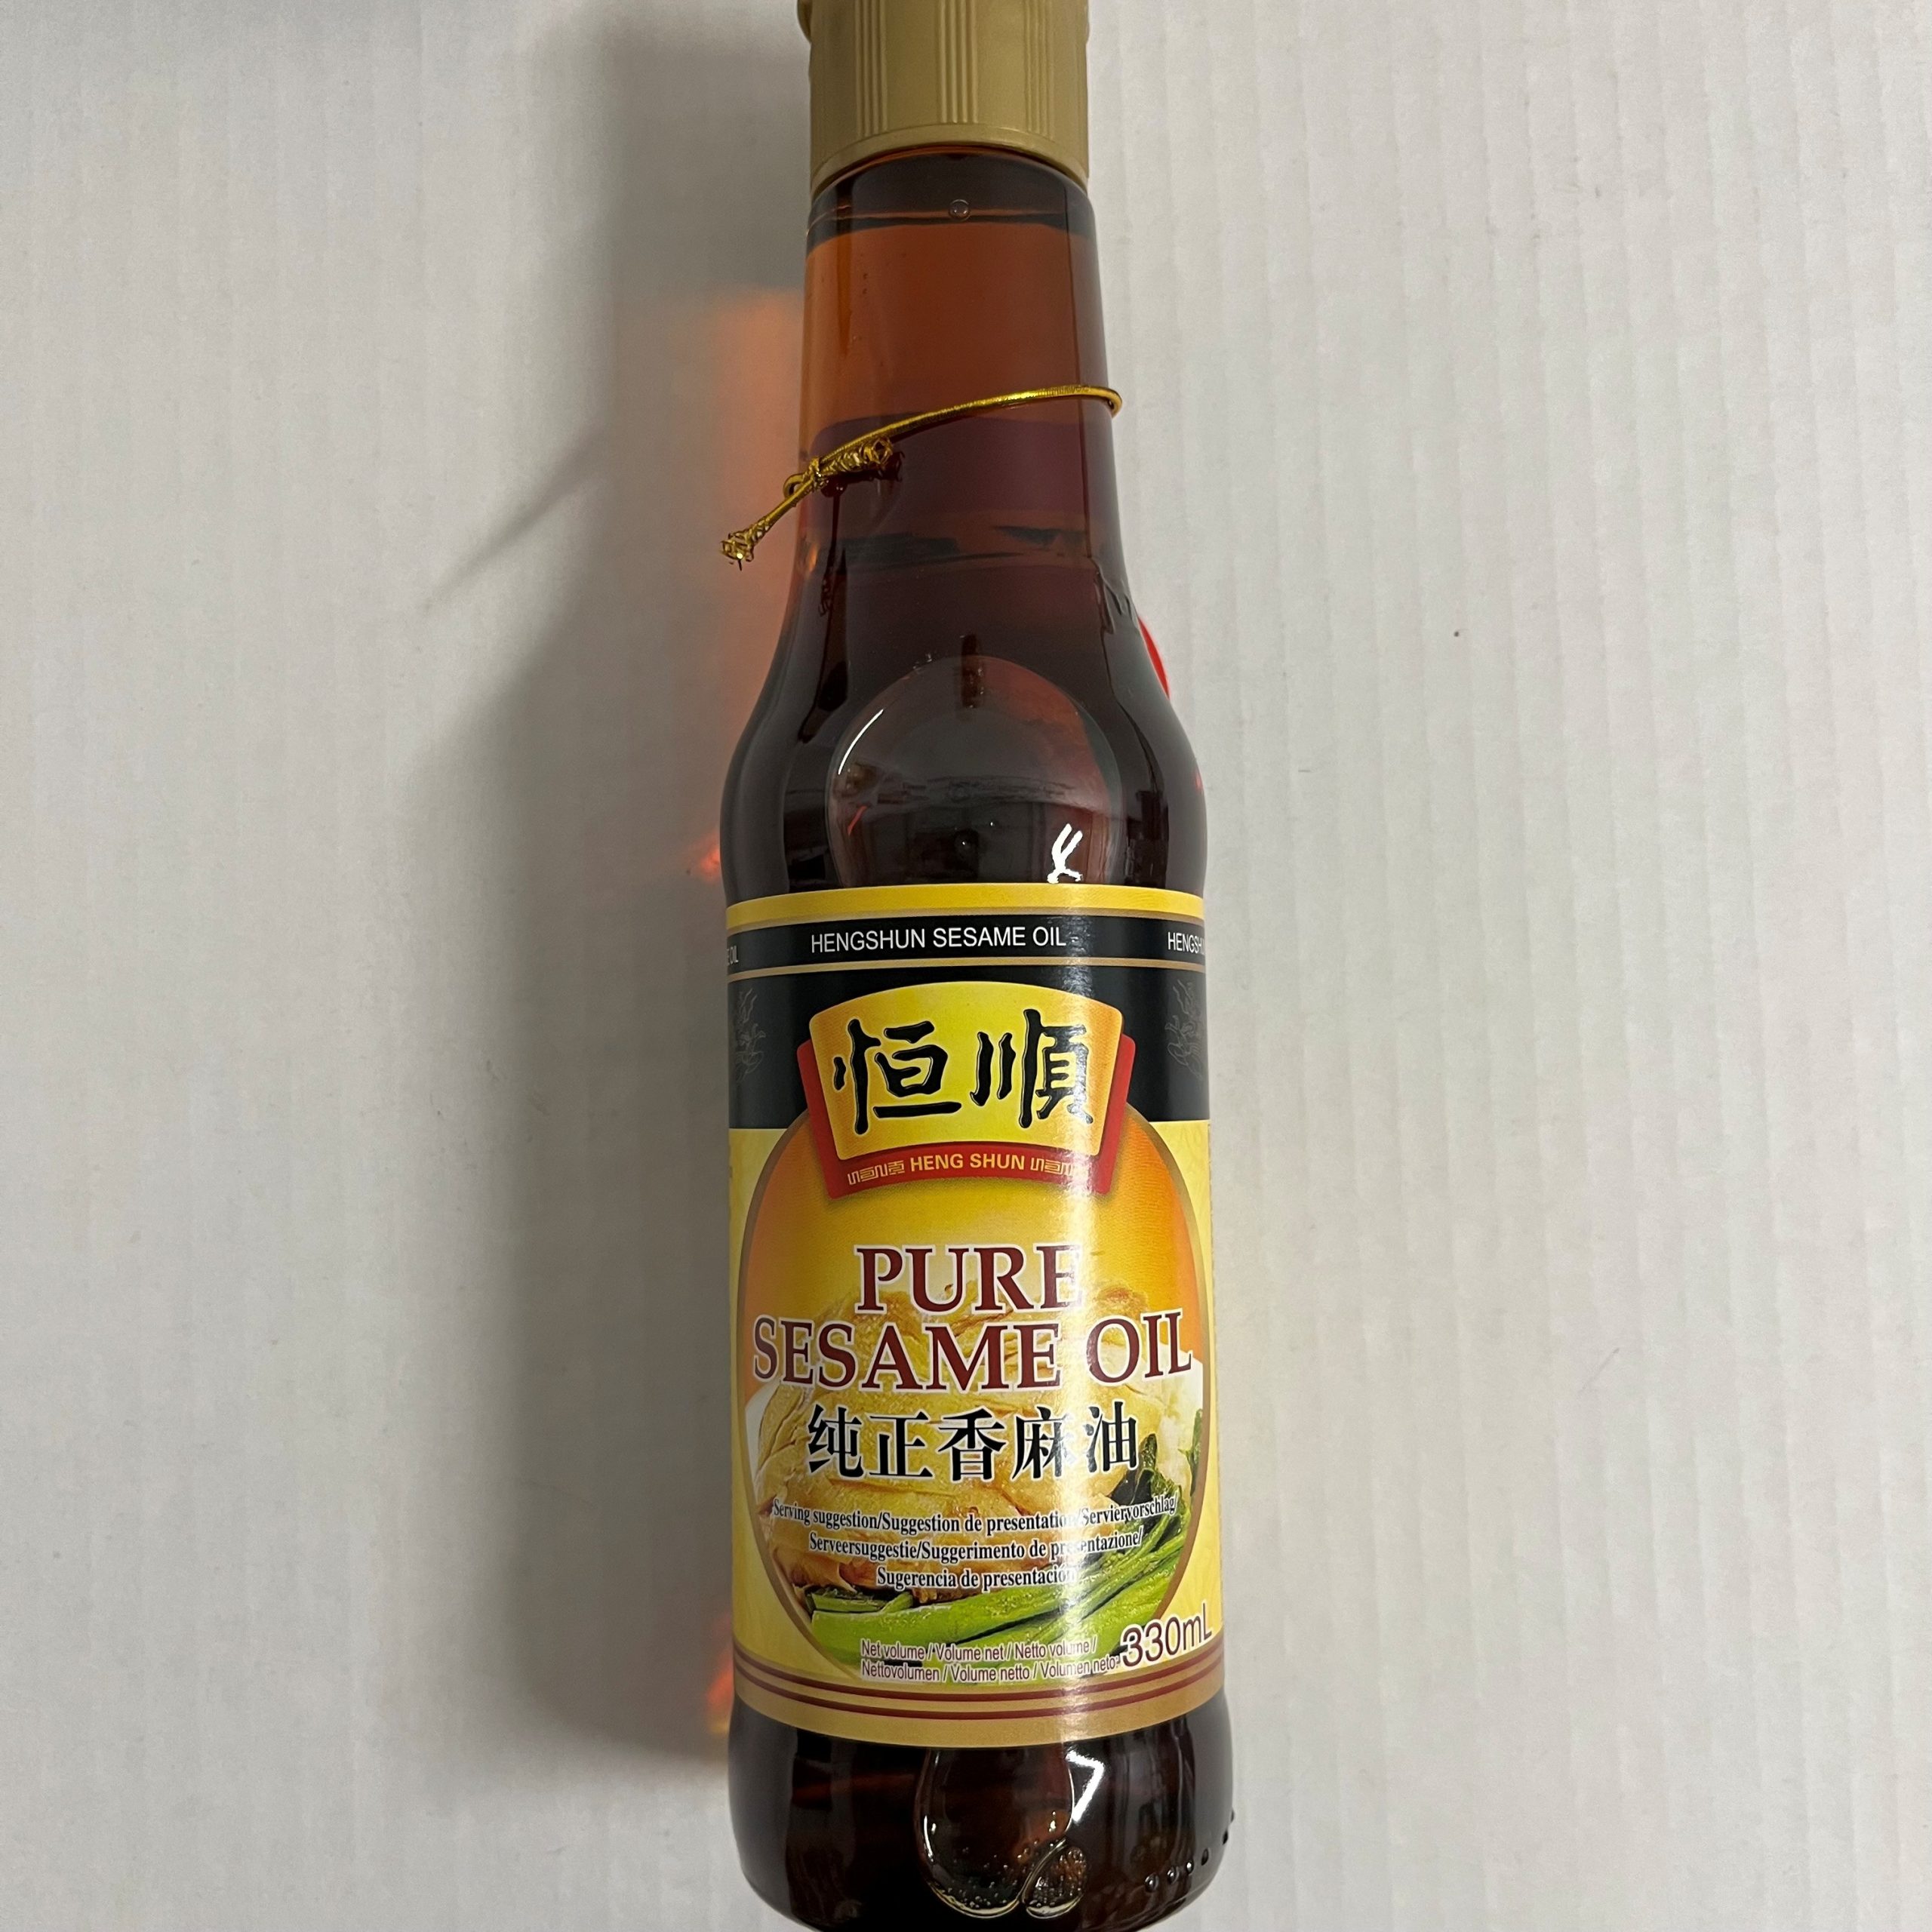 OIL HENGSHUN SESAME OIL HENGSH
恒順
HENG SHUN
PURE
SESAME OIL
纯正香麻油
Serving suggestion/Suggestion de presentation/Serviervorschlag/
Serveersuggestie/Suggerimento de presentazione/
Sugerencia de presentación
Net volume / Volume net / Netto volume /
Nettovolumen / Volume netto / Volumen neto: 330mL